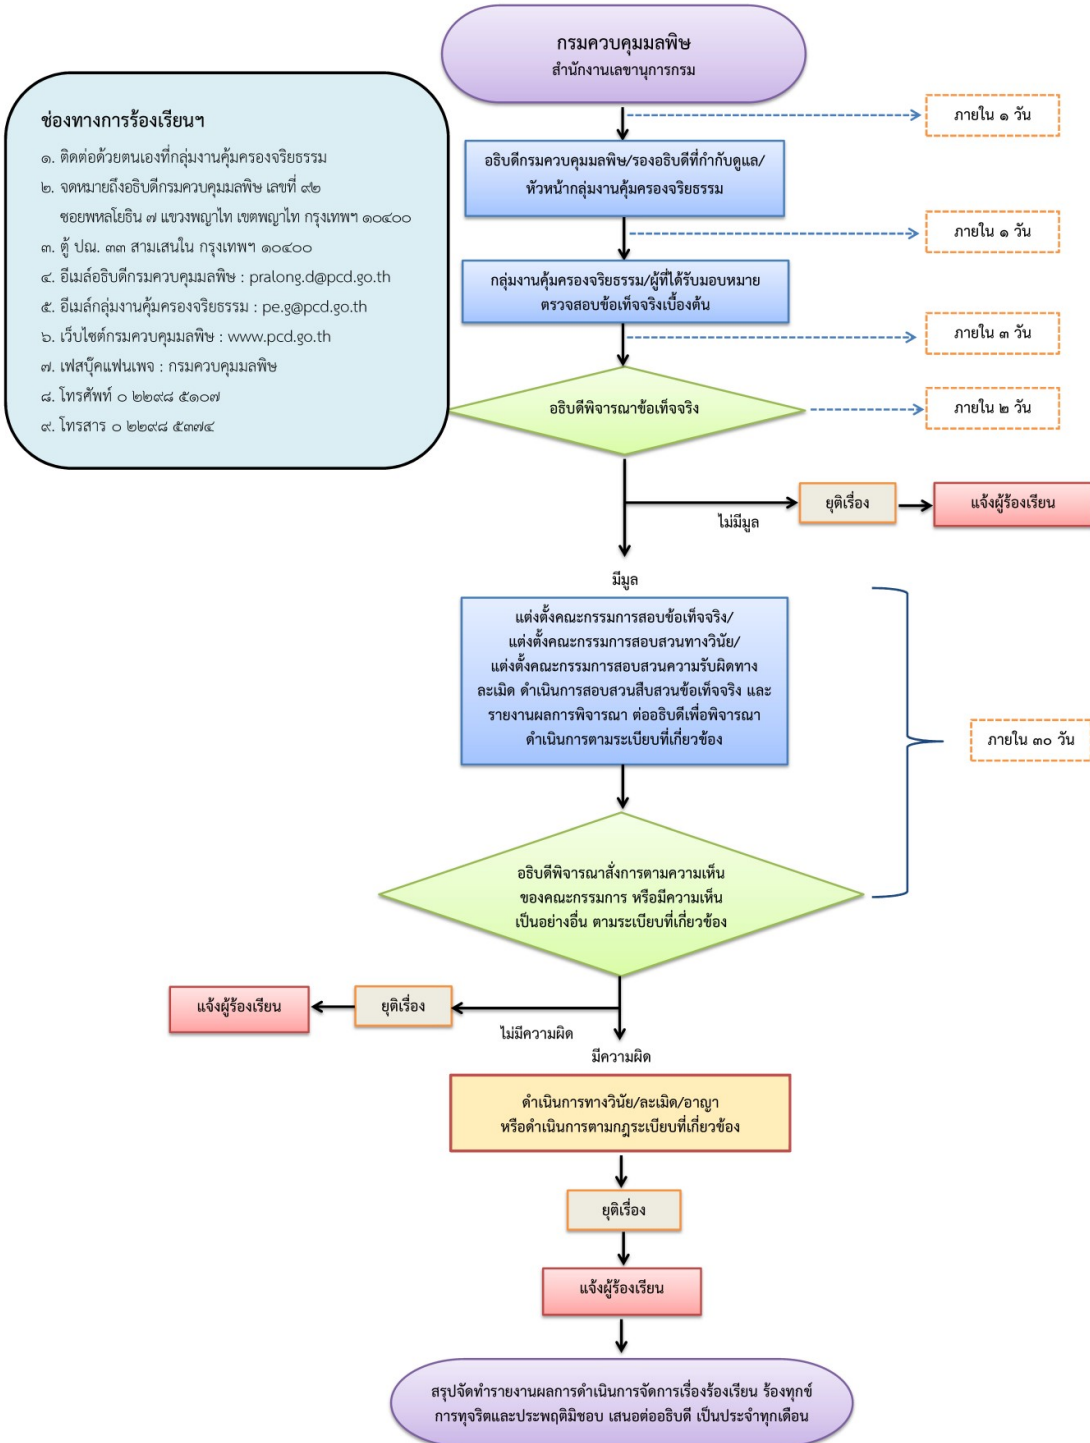 กรมควบคุมมลพิษ
สำนักงานเลขานุการกรม
ภายใน ๑ วัน
ช่องทางการร้องเรียนฯ
๑. ติดต่อด้วยตนเองที่กลุ่มงานคุ้มครองจริยธรรม
๒. จดหมายถึงอธิบดีกรมควบคุมมลพิษ เลขที่ ๙๒
ซอยพหลโยธิน ๗ แขวงพญาไท เขตพญาไท กรุงเทพฯ ๑๐๔๐๐
๓. ตู้ ปณ. ๓๓ สามเสนใน กรุงเทพฯ ๑๐๔๐๐
๔. อีเมล์อธิบดีกรมควบคุมมลพิษ : pralong.d@pcd.go.th
๕. อีเมล์กลุ่มงานคุ้มครองจริยธรรม : pe.g@pcd.go.th
๖. เว็บไซต์กรมควบคุมมลพิษ : www.pcd.go.th
๗. เฟสบุ๊คแฟนเพจ : กรมควบคุมมลพิษ
๘. โทรศัพท์ ๐ ๒๒๙๘ ๕๑๐๗
๙. โทรสาร ๐ ๒๒๙๘ ๕๓๗๔
อธิบดีกรมควบคุมมลพิษ/รองอธิบดีที่กำกับดูแล/
หัวหน้ากลุ่มงานคุ้มครองจริยธรรม
ภายใน ๑ วัน
กลุ่มงานคุ้มครองจริยธรรม/ผู้ที่ได้รับมอบหมาย
ตรวจสอบข้อเท็จจริงเบื้องต้น
ภายใน ๓ วัน
อธิบดีพิจารณาข้อเท็จจริง
ภายใน ๒ วัน
ไม่มีมูล
ยุติเรื่อง
แจ้งผู้ร้องเรียน
มีมูล
แต่งตั้งคณะกรรมการสอบข้อเท็จจริง/
แต่งตั้งคณะกรรมการสอบสวนทางวินัย/
แต่งตั้งคณะกรรมการสอบสวนความรับผิดทาง
ละเมิด ดำเนินการสอบสวนสืบสวนข้อเท็จจริง และ
รายงานผลการพิจารณา ต่ออธิบดีเพื่อพิจารณา
ดำเนินการตามระเบียบที่เกี่ยวข้อง
ภายใน ๓๐ วัน
อธิบดีพิจารณาสั่งการตามความเห็น
ของคณะกรรมการ หรือมีความเห็น
เป็นอย่างอื่น ตามระเบียบที่เกี่ยวข้อง
แจ้งผู้ร้องเรียน
ยุติเรื่อง
ไม่มีความผิด
มีความผิด
ดำเนินการทางวินัย/ละเมิด/อาญา
หรือดำเนินการตามกฎระเบียบที่เกี่ยวข้อง
ยุติเรื่อง
แจ้งผู้ร้องเรียน
สรุปจัดทำรายงานผลการดำเนินการจัดการเรื่องร้องเรียน ร้องทุกข์
การทุจริตและประพฤติมิชอบ เสนอต่ออธิบดี เป็นประจำทุกเดือน